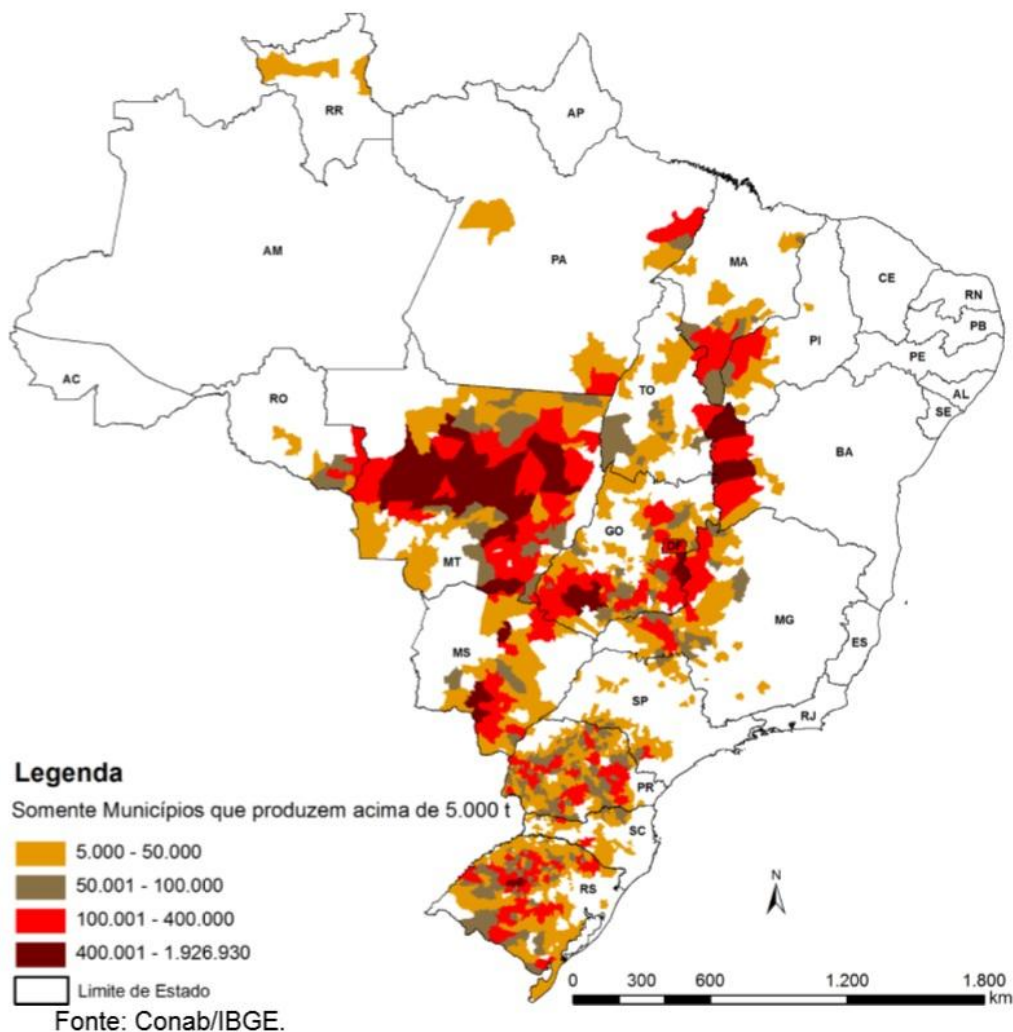 RR
AP
AM
PA
MA
CE
RN
PB
PI
PE
AC
AL
TO
SE
RO
BA
GO
DF
MT
MG
ES
MS
SP
RJ
Legenda
PR
Somente Municípios que produzem acima de 5.000 t
SC
5.000 - 50.000
50.001 - 100.000
RS
N
100.001 - 400.000
400.001 - 1.926.930
0 300 600 1.200 1.800
km
Limite de Estado
Fonte: Conab/IBGE.